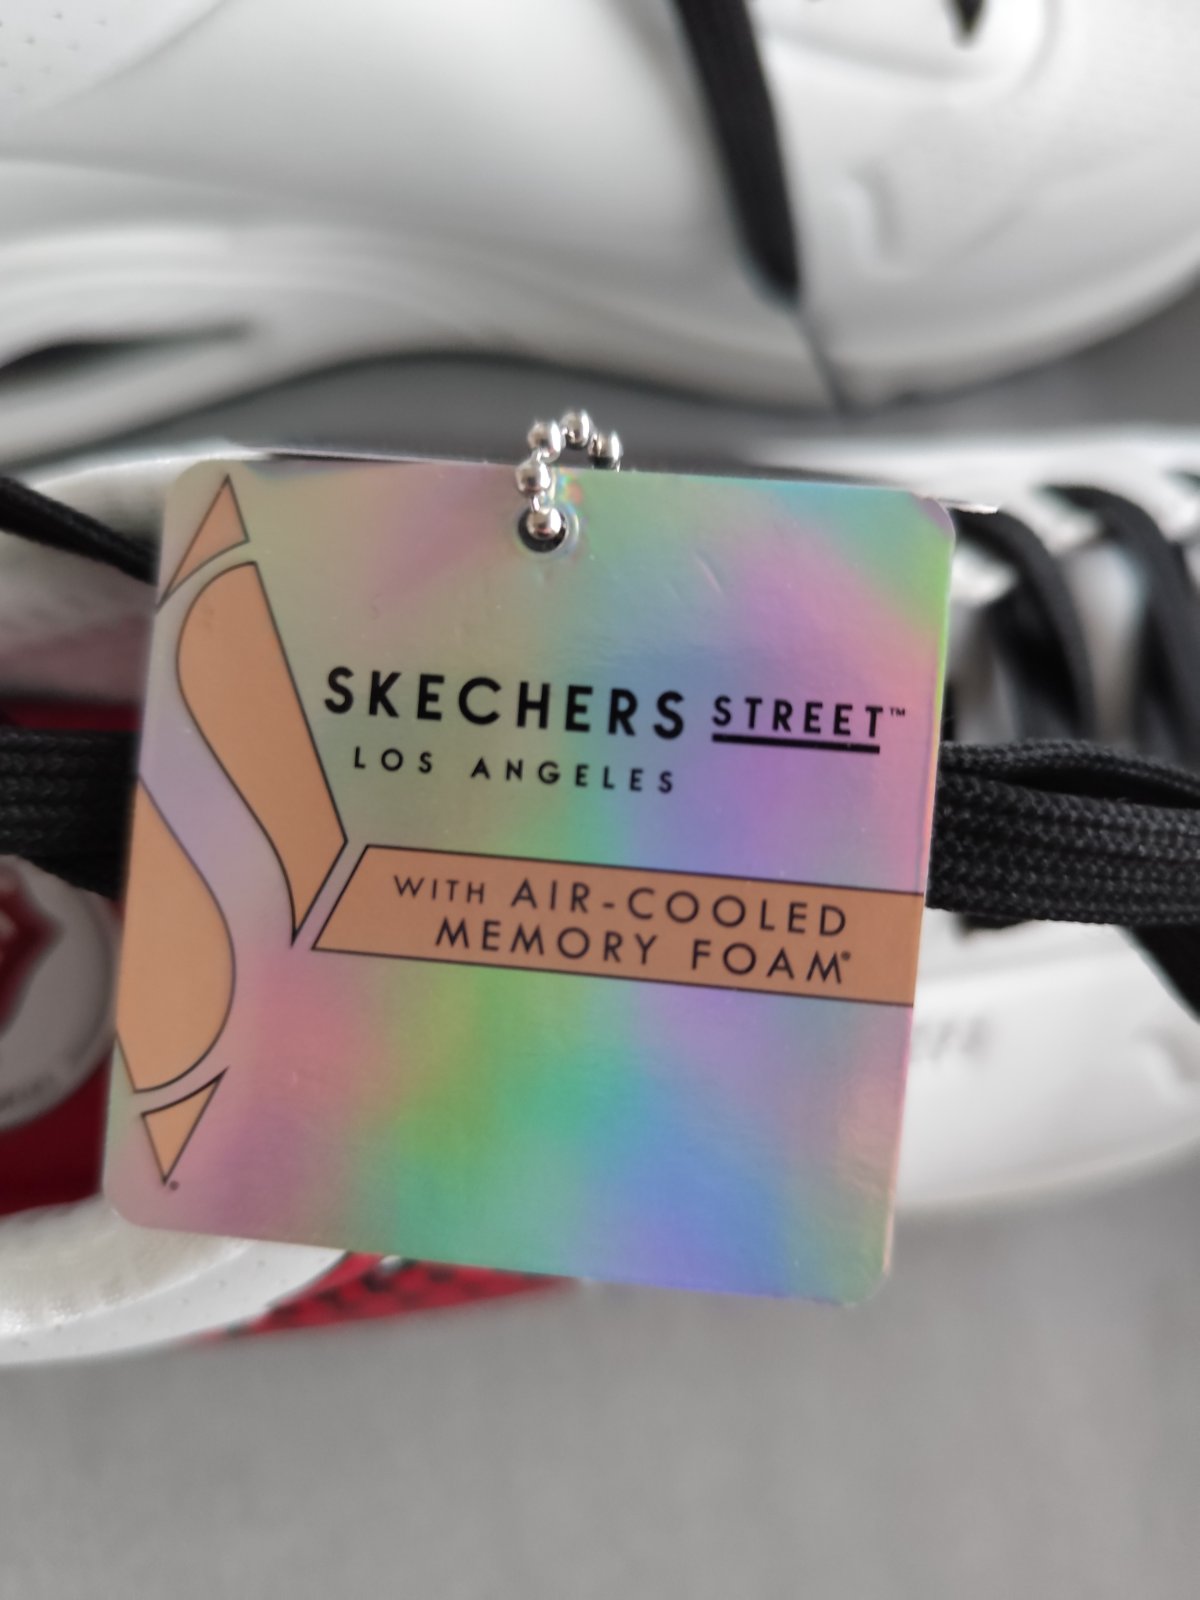 SKECHERS STREET™
LOS ANGELES
WITH AIR-COOLED
MEMORY FOAM®